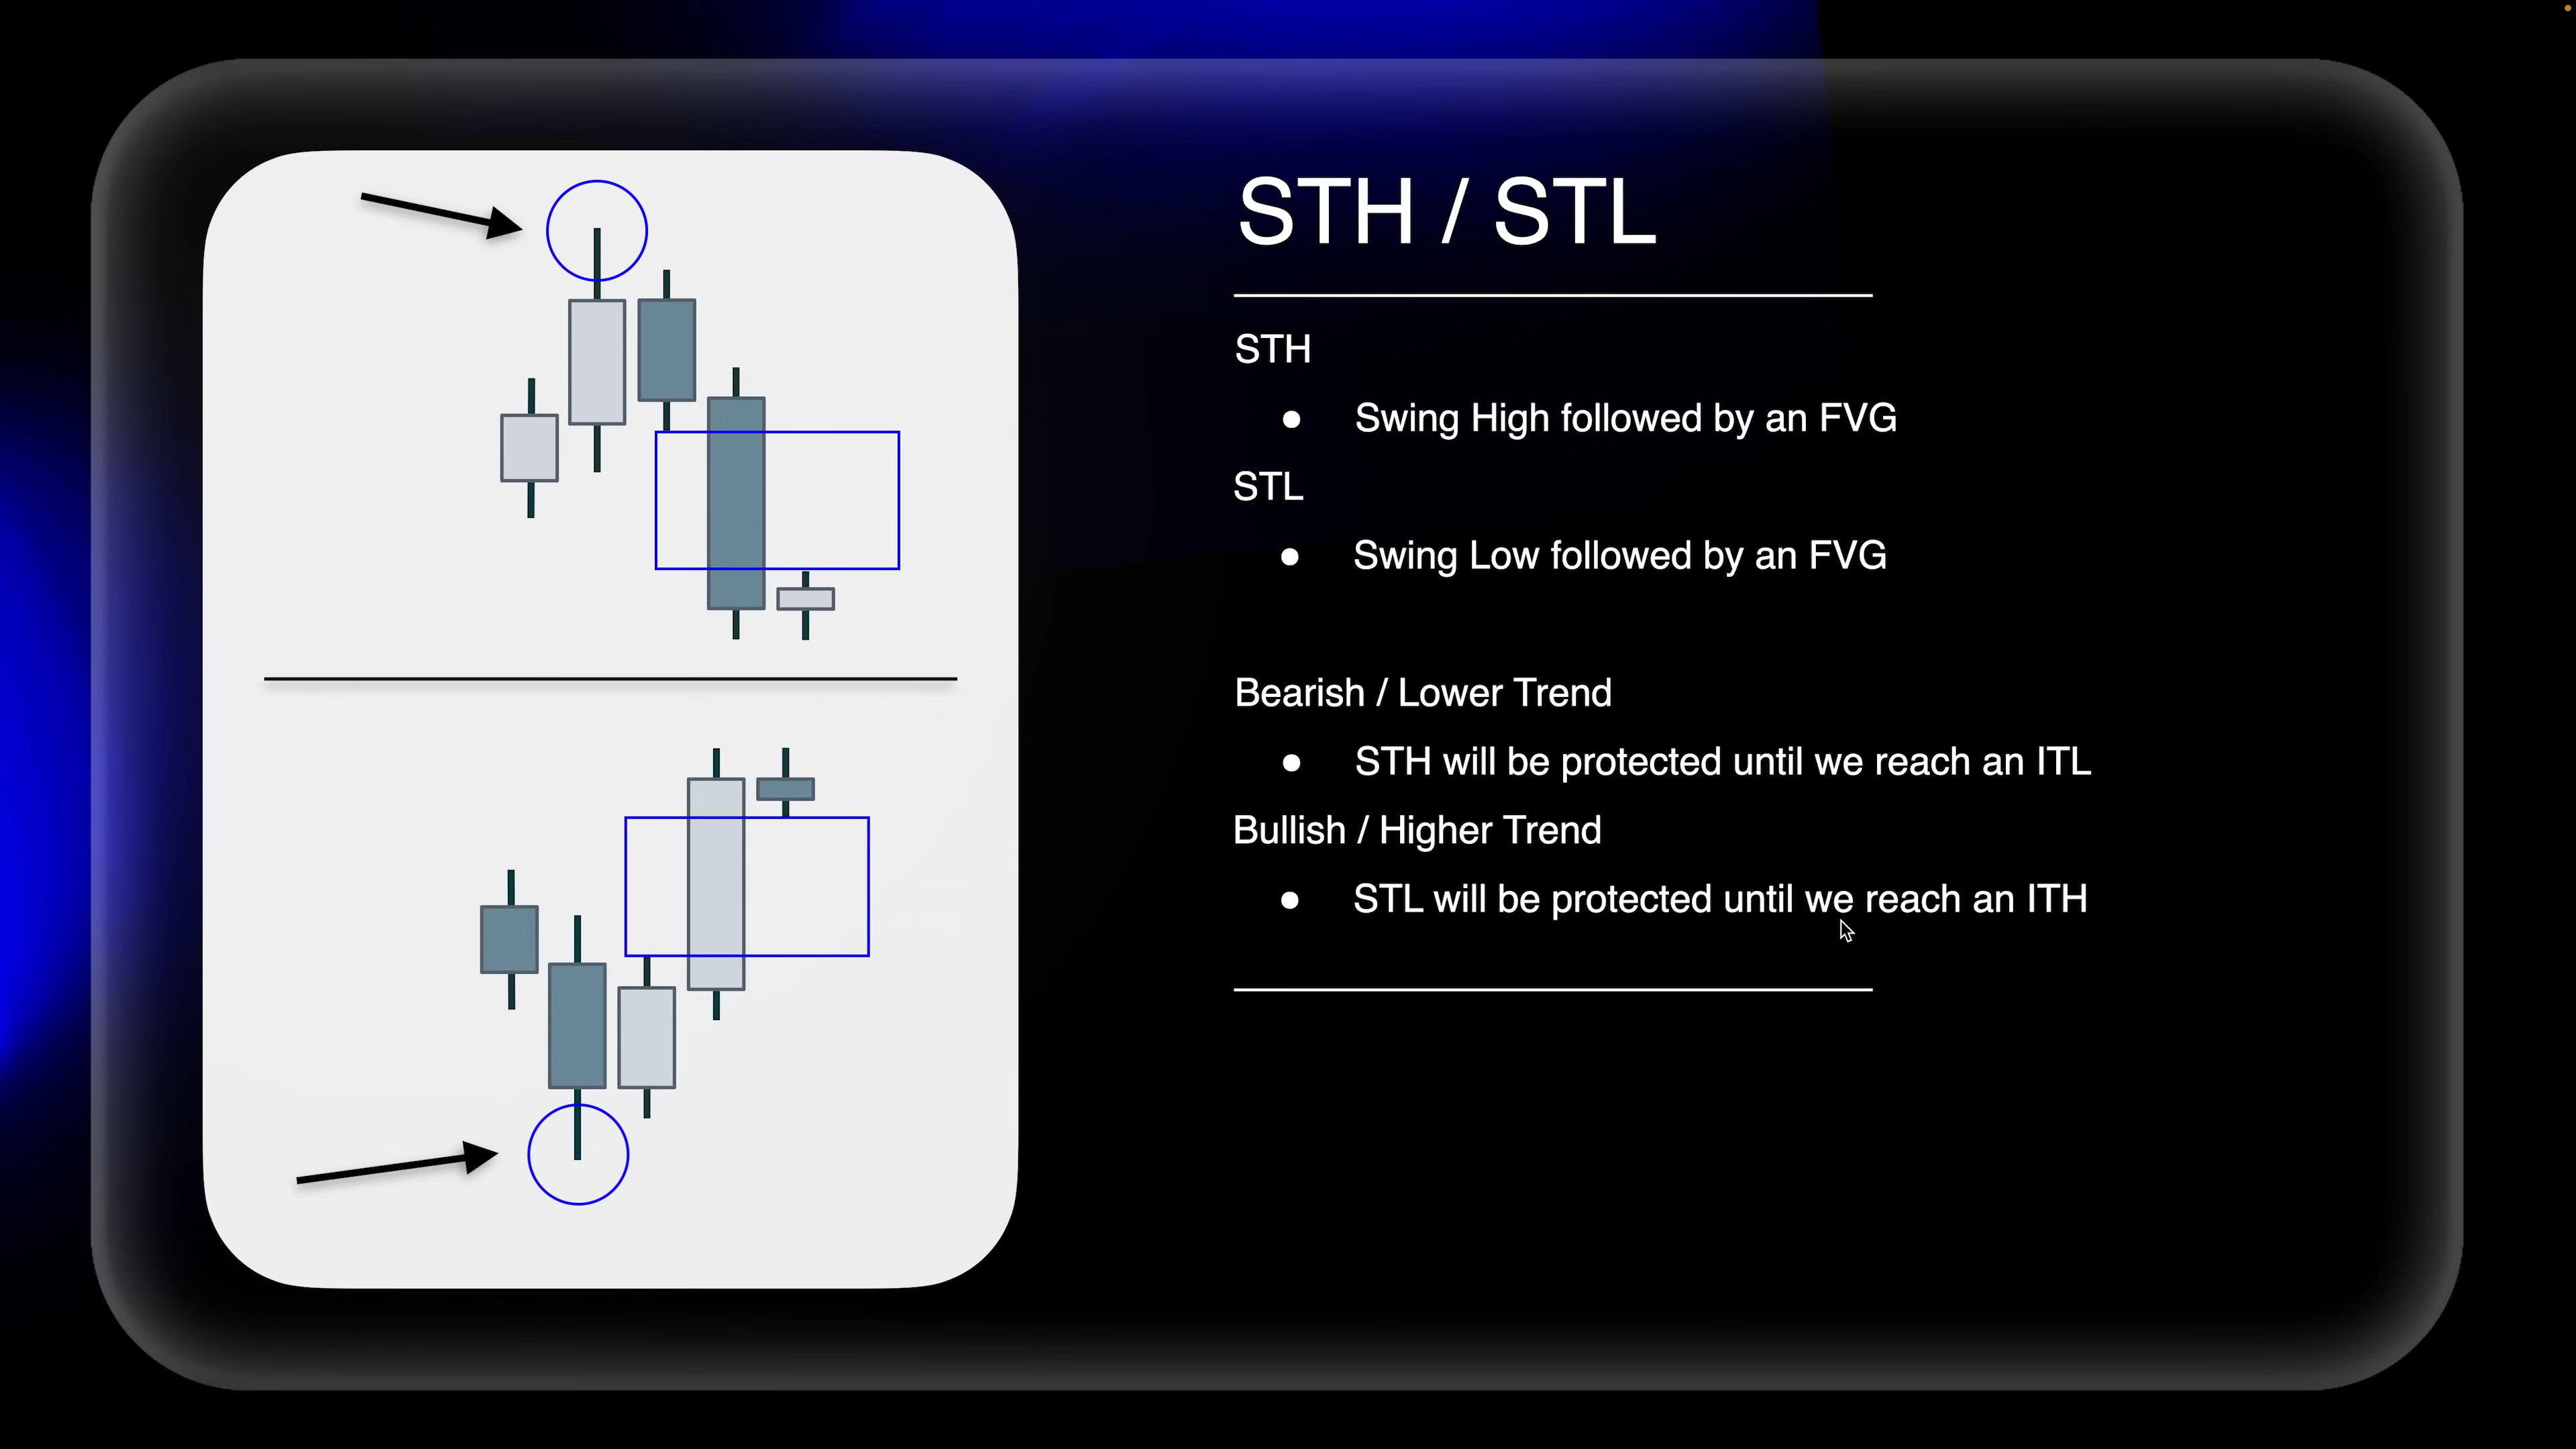 STH / STL
STH
● Swing High followed by an FVG
STL
● Swing Low followed by an FVG
Bearish / Lower Trend
● STH will be protected until we reach an ITL
Bullish / Higher Trend
● STL will be protected until we reach an ITH